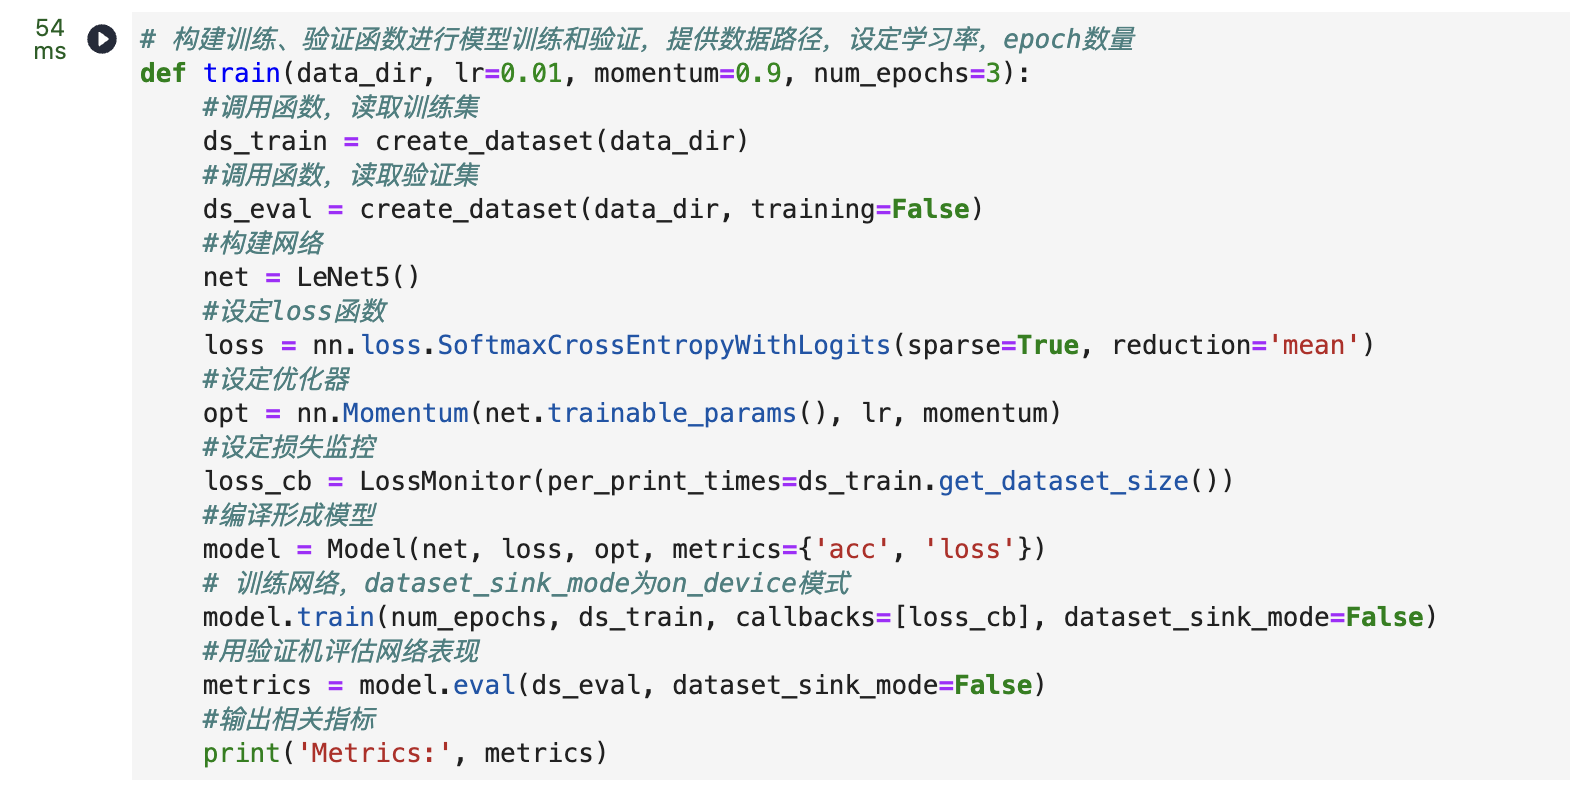 54
ms
# 构建训练、验证函数进行模型训练和验证，提供数据路径，设定学习率，epoch数量
def train(data_dir, lr=0.01, momentum=0.9, num_epochs=3):
    #调用函数，读取训练集
    ds_train = create_dataset(data_dir)
    #调用函数，读取验证集
    ds_eval = create_dataset(data_dir, training=False)
    #构建网络
    net = LeNet5()
    #设定loss函数
    loss = nn.loss.SoftmaxCrossEntropyWithLogits(sparse=True, reduction='mean')
    #设定优化器
    opt = nn.Momentum(net.trainable_params(), lr, momentum)
    #设定损失监控
    loss_cb = LossMonitor(per_print_times=ds_train.get_dataset_size())
    #编译形成模型
    model = Model(net, loss, opt, metrics={'acc', 'loss'})
    # 训练网络，dataset_sink_mode为on_device模式
    model.train(num_epochs, ds_train, callbacks=[loss_cb], dataset_sink_mode=False)
    #用验证机评估网络表现
    metrics = model.eval(ds_eval, dataset_sink_mode=False)
    #输出相关指标
    print('Metrics:', metrics)